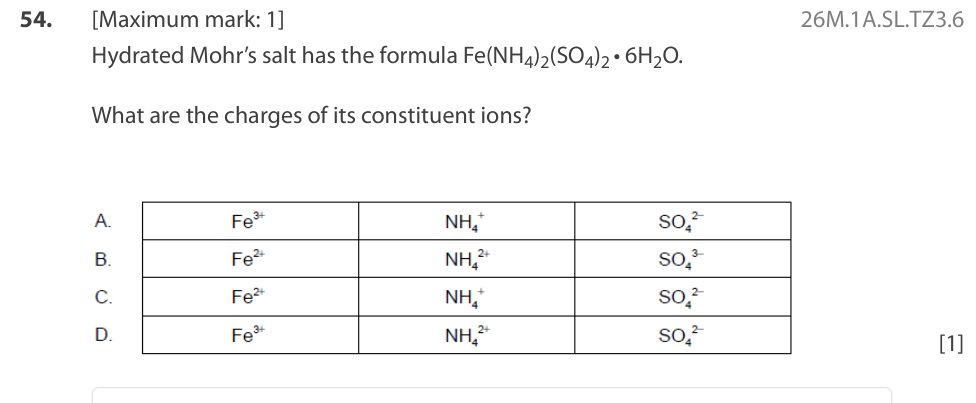 54. [Maximum mark: 1] 26M.1A.SL.TZ3.6
Hydrated Mohr’s salt has the formula Fe(NH₄)₂(SO₄)₂• 6H₂O.
What are the charges of its constituent ions?
A. Fe³⁺ NH₄⁺ SO₄²⁻
B. Fe²⁺ NH₄²⁺ SO₄³⁻
C. Fe²⁺ NH₄⁺ SO₄²⁻
D. Fe³⁺ NH₄²⁺ SO₄²⁻
[1]